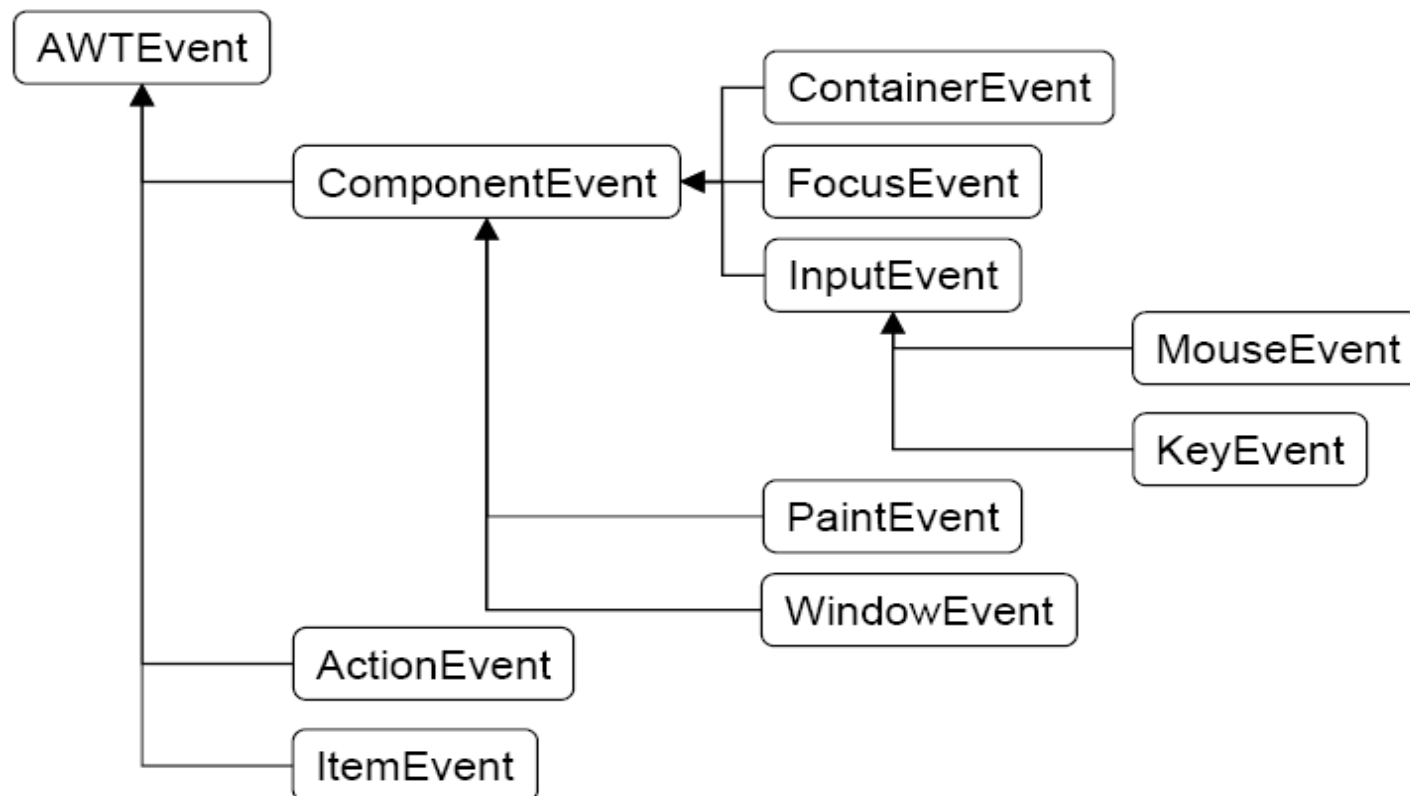 AWTEvent
ContainerEvent
ComponentEvent
FocusEvent
InputEvent
MouseEvent
KeyEvent
PaintEvent
WindowEvent
ActionEvent
ItemEvent